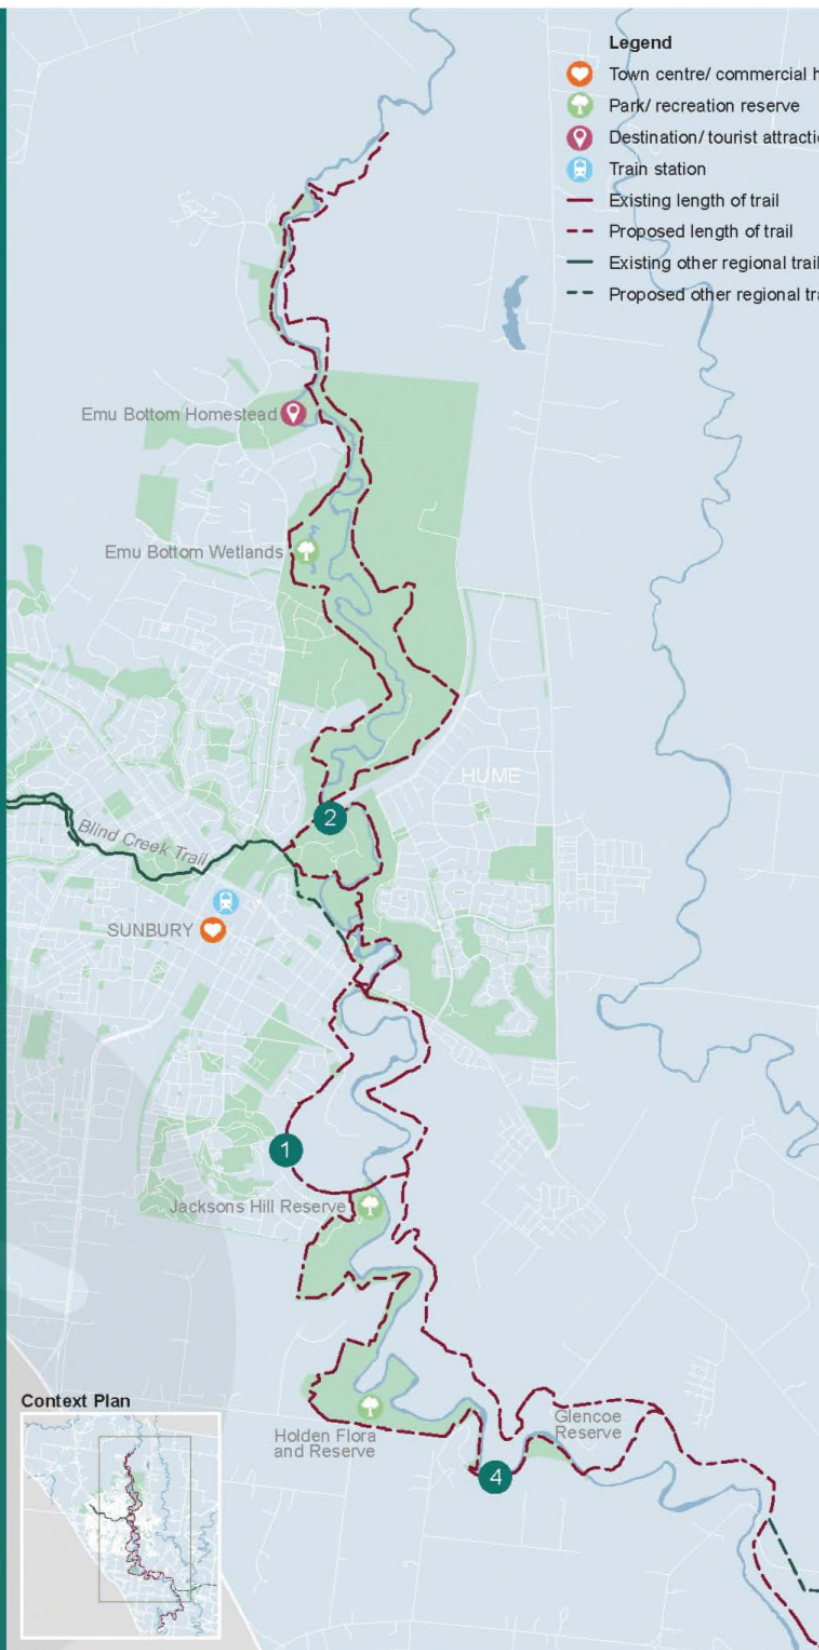 Legend
Town centre/ commercial h
Park/ recreation reserve
Destination/ tourist attracti
Train station
Existing length of trail
Proposed length of trail
Existing other regional trail
Proposed other regional tra
Emu Bottom Homestead
Emu Bottom Wetlands
HUME
2
Blind Creek Trail
SUNBURY
1
Jacksons Hill Reserve
Context Plan
Holden Flora
and Reserve
Glencoe
Reserve
4